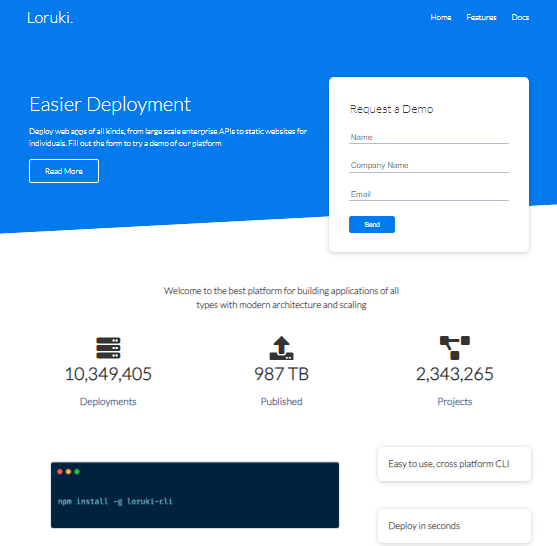 Loruki.
Home Features Docs
Easier Deployment
Deploy web apps of all kinds, from large scale enterprise APIs to static websites for
individuals. Fill out the form to try a demo of our platform
Read More
Request a Demo
Name
Company Name
Email
Send
Welcome to the best platform for building applications of all
types with modern architecture and scaling
10,349,405
Deployments
987 TB
Published
2,343,265
Projects
npm install -g loruki-cli
Easy to use, cross platform CLI
Deploy in seconds